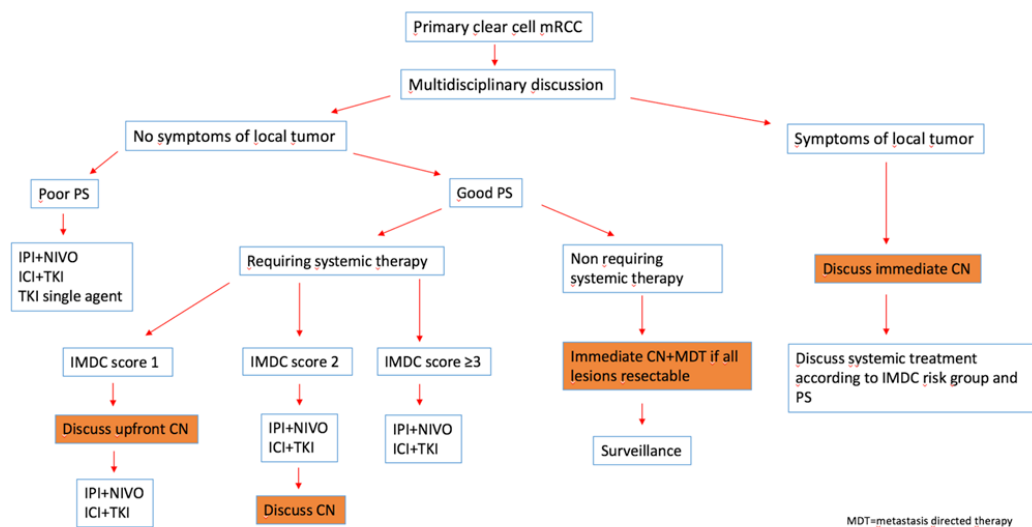 Primary clear cell mRCC
Multidisciplinary discussion
No symptoms of local tumor
Symptoms of local tumor
Poor PS
Good PS
IPI+NIVO
ICI+TKI
TKI single agent
Requiring systemic therapy
Non requiring
systemic therapy
Discuss immediate CN
IMDC score 1
IMDC score 2
IMDC score ≥3
Immediate CN+MDT if all
lesions resectable
Discuss systemic treatment
according to IMDC risk group and
PS
Discuss upfront CN
IPI+NIVO
ICI+TKI
IPI+NIVO
ICI+TKI
Surveillance
IPI+NIVO
ICI+TKI
Discuss CN
MDT=metastasis directed therapy